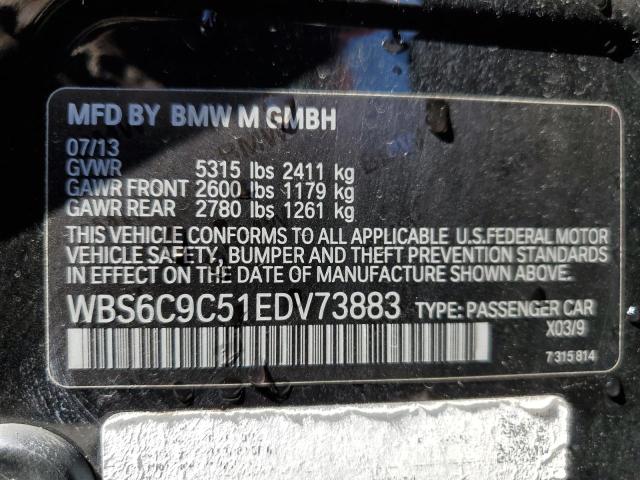 MFD BY BMW M GMBH
07/13
GVWR 5315 lbs 2411 kg
GAWR FRONT 2600 lbs 1179 kg
GAWR REAR 2780 lbs 1261 kg
THIS VEHICLE CONFORMS TO ALL APPLICABLE U.S.FEDERAL MOTOR
VEHICLE SAFETY, BUMPER AND THEFT PREVENTION STANDARDS
IN EFFECT ON THE DATE OF MANUFACTURE SHOWN ABOVE.
WBS6C9C51EDV73883 TYPE: PASSENGER CAR
X03/9
7 315 814